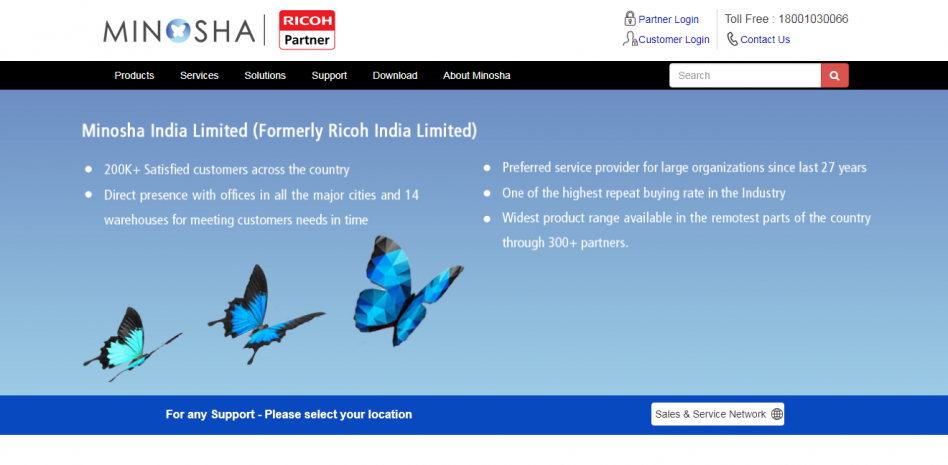 MINOSHA
RICOH
Partner
Partner Login
Toll Free : 18001030066
Customer Login
Contact Us
Products
Services
Solutions
Support
Download
About Minosha
Search
Minosha India Limited (Formerly Ricoh India Limited)
200K+ Satisfied customers across the country
Direct presence with offices in all the major cities and 14
warehouses for meeting customers needs in time
Preferred service provider for large organizations since last 27 years
One of the highest repeat buying rate in the Industry
Widest product range available in the remotest parts of the country
through 300+ partners.
For any Support - Please select your location
Sales & Service Network